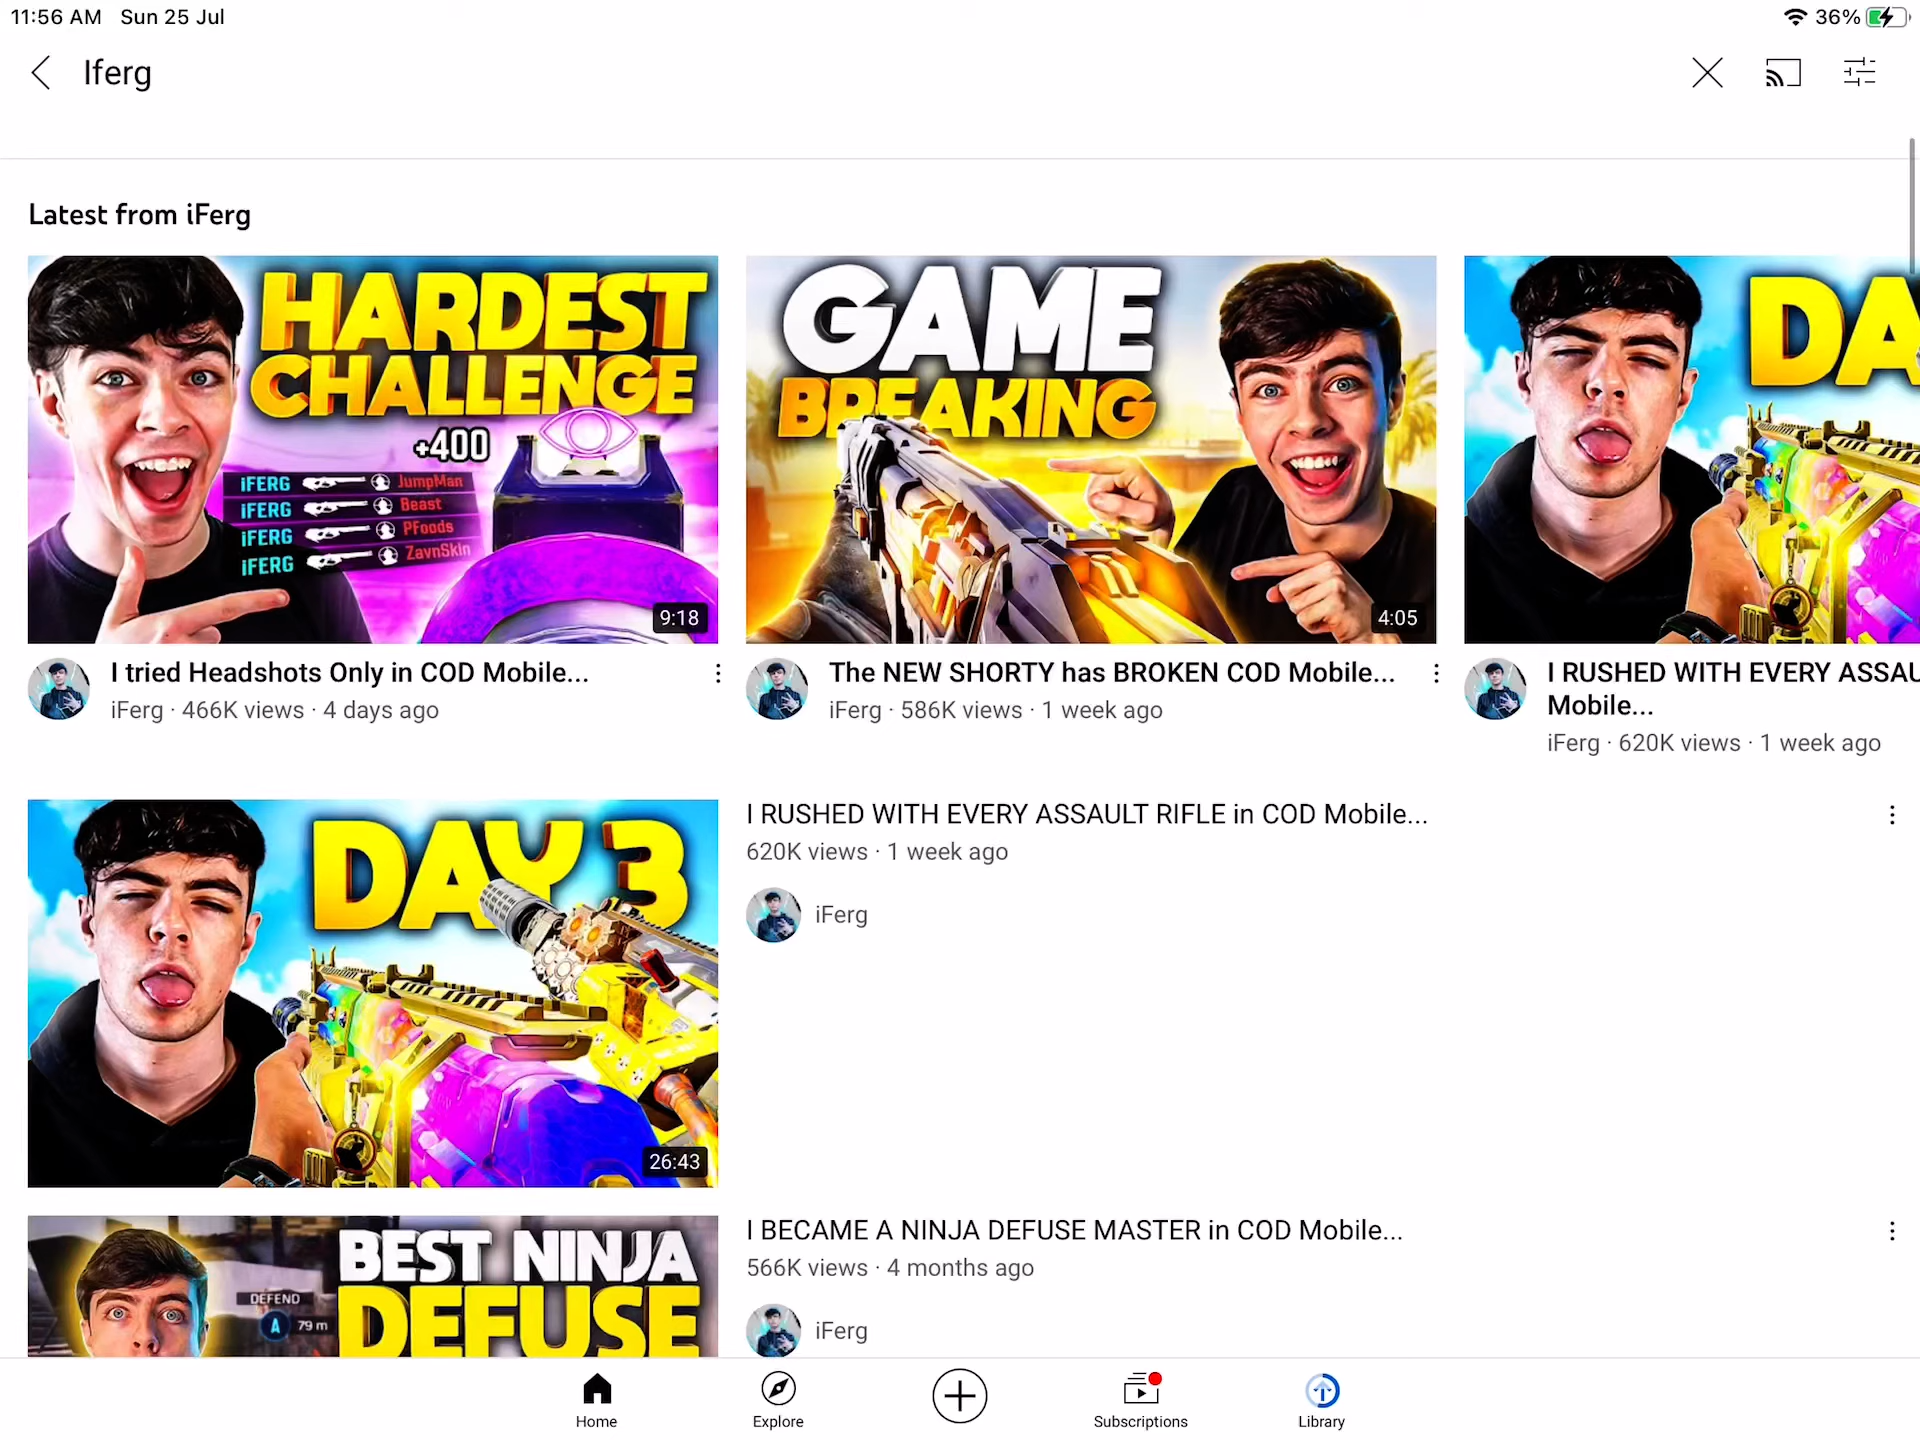 11:56 AM Sun 25 Jul
36%
Iferg
Latest from iFerg
HARDEST
CHALLENGE
+400
iFERG JumpMan
iFERG Beast
iFERG PFoods
iFERG ZavnSkin
9:18
GAME
BREAKING
4:05
DA
I tried Headshots Only in COD Mobile...
iFerg · 466K views · 4 days ago
The NEW SHORTY has BROKEN COD Mobile...
iFerg · 586K views · 1 week ago
I RUSHED WITH EVERY ASSAU
Mobile...
iFerg · 620K views · 1 week ago
DAY 3
26:43
I RUSHED WITH EVERY ASSAULT RIFLE in COD Mobile...
620K views · 1 week ago
iFerg
BEST NINJA
DEFUSE
DEFEND
A 79 m
I BECAME A NINJA DEFUSE MASTER in COD Mobile...
566K views · 4 months ago
iFerg
Home
Explore
Subscriptions
Library